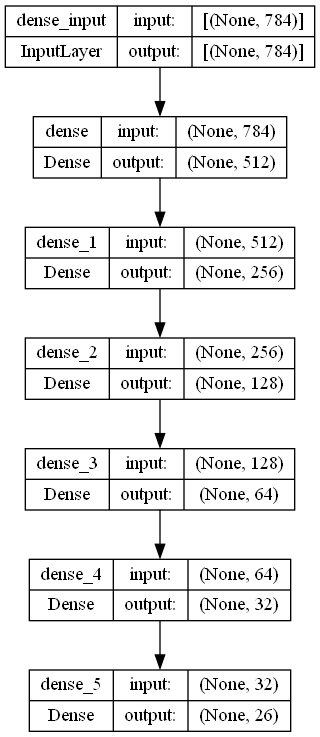 dense_input input: [(None, 784)]
InputLayer output: [(None, 784)]
dense input: (None, 784)
Dense output: (None, 512)
dense_1 input: (None, 512)
Dense output: (None, 256)
dense_2 input: (None, 256)
Dense output: (None, 128)
dense_3 input: (None, 128)
Dense output: (None, 64)
dense_4 input: (None, 64)
Dense output: (None, 32)
dense_5 input: (None, 32)
Dense output: (None, 26)